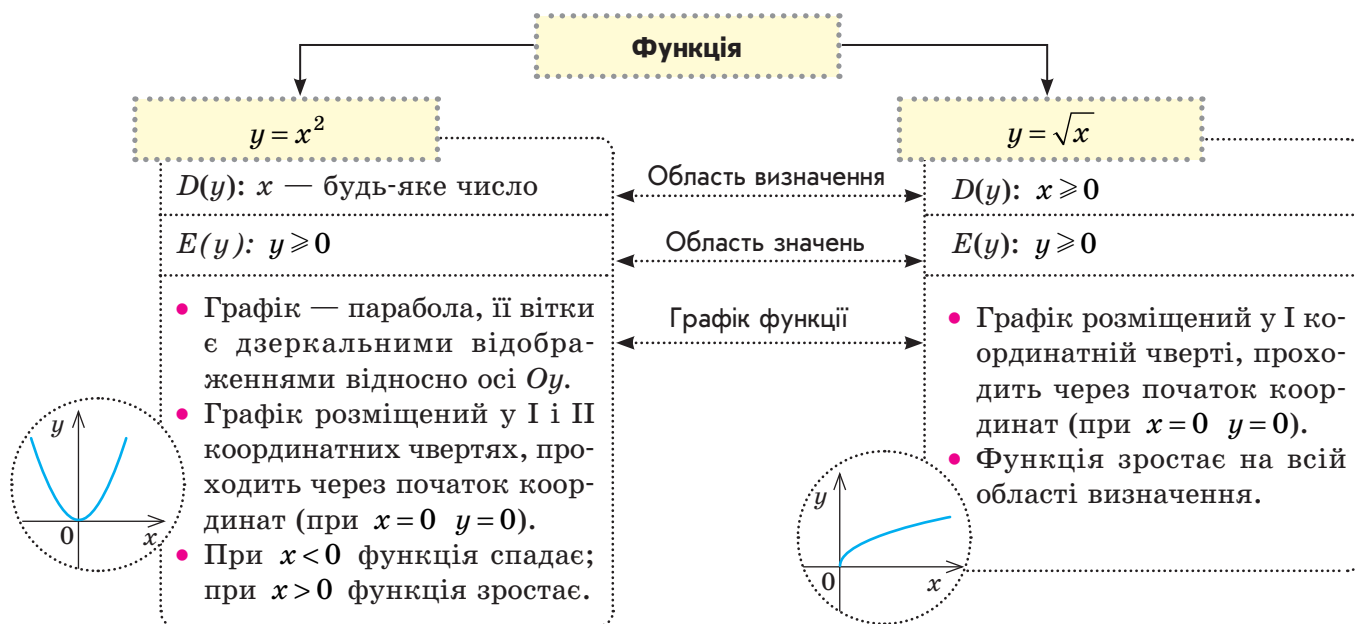 Функція
y = x²
D(y): x — будь-яке число
E(y): y ⩾ 0
• Графік — парабола, її вітки
є дзеркальними відобра-
женнями відносно осі Oy.
• Графік розміщений у I і II
координатних чвертях, про-
ходить через початок коор-
динат (при x = 0 y = 0).
• При x < 0 функція спадає;
при x > 0 функція зростає.
y
0
x
Область визначення
Область значень
Графік функції
y = √x
D(y): x ⩾ 0
E(y): y ⩾ 0
• Графік розміщений у I ко-
ординатній чверті, прохо-
дить через початок коор-
динат (при x = 0 y = 0).
• Функція зростає на всій
області визначення.
y
0
x